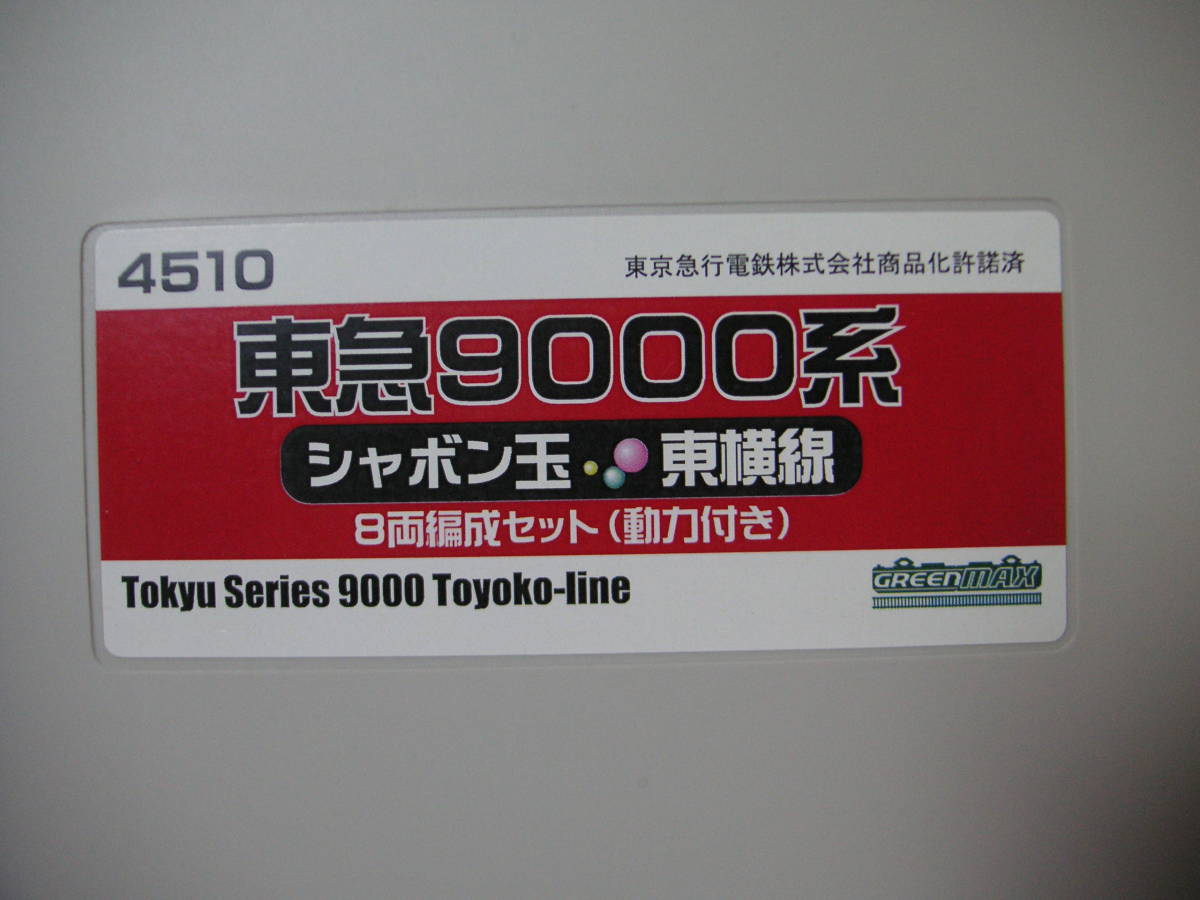 4510
東京急行電鉄株式会社商品化許諾済
東急9000系
シャボン玉 東横線
8両編成セット(動力付き)
Tokyu Series 9000 Toyoko-line
GREENMAX